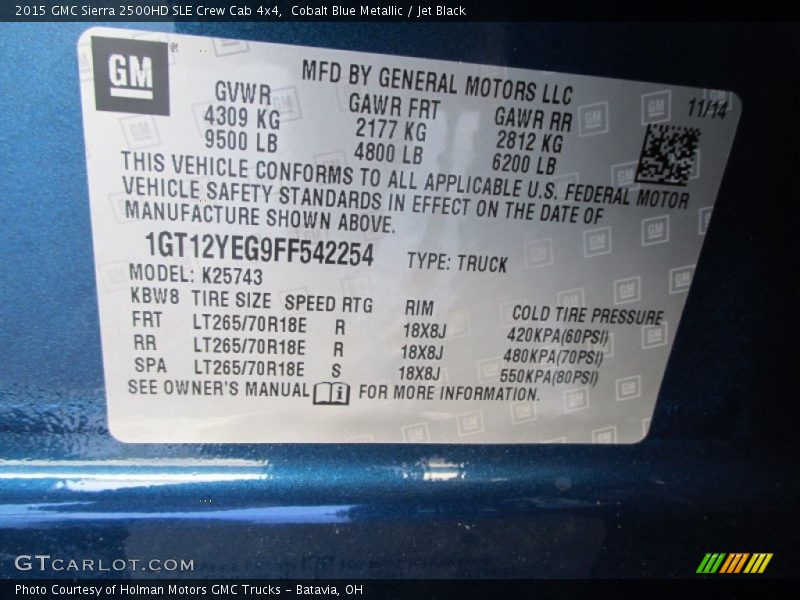 2015 GMC Sierra 2500HD SLE Crew Cab 4x4, Cobalt Blue Metallic / Jet Black
GM ®
MFD BY GENERAL MOTORS LLC
11/14
GVWR GAWR FRT GAWR RR
4309 KG 2177 KG 2812 KG
9500 LB 4800 LB 6200 LB
THIS VEHICLE CONFORMS TO ALL APPLICABLE U.S. FEDERAL MOTOR
VEHICLE SAFETY STANDARDS IN EFFECT ON THE DATE OF
MANUFACTURE SHOWN ABOVE.
1GT12YEG9FF542254 TYPE: TRUCK
MODEL: K25743
KBW8 TIRE SIZE SPEED RTG RIM COLD TIRE PRESSURE
FRT LT265/70R18E R 18X8J 420KPA(60PSI)
RR LT265/70R18E R 18X8J 480KPA(70PSI)
SPA LT265/70R18E S 18X8J 550KPA(80PSI)
SEE OWNER'S MANUAL i FOR MORE INFORMATION.
GTCARLOT.COM
Photo Courtesy of Holman Motors GMC Trucks - Batavia, OH